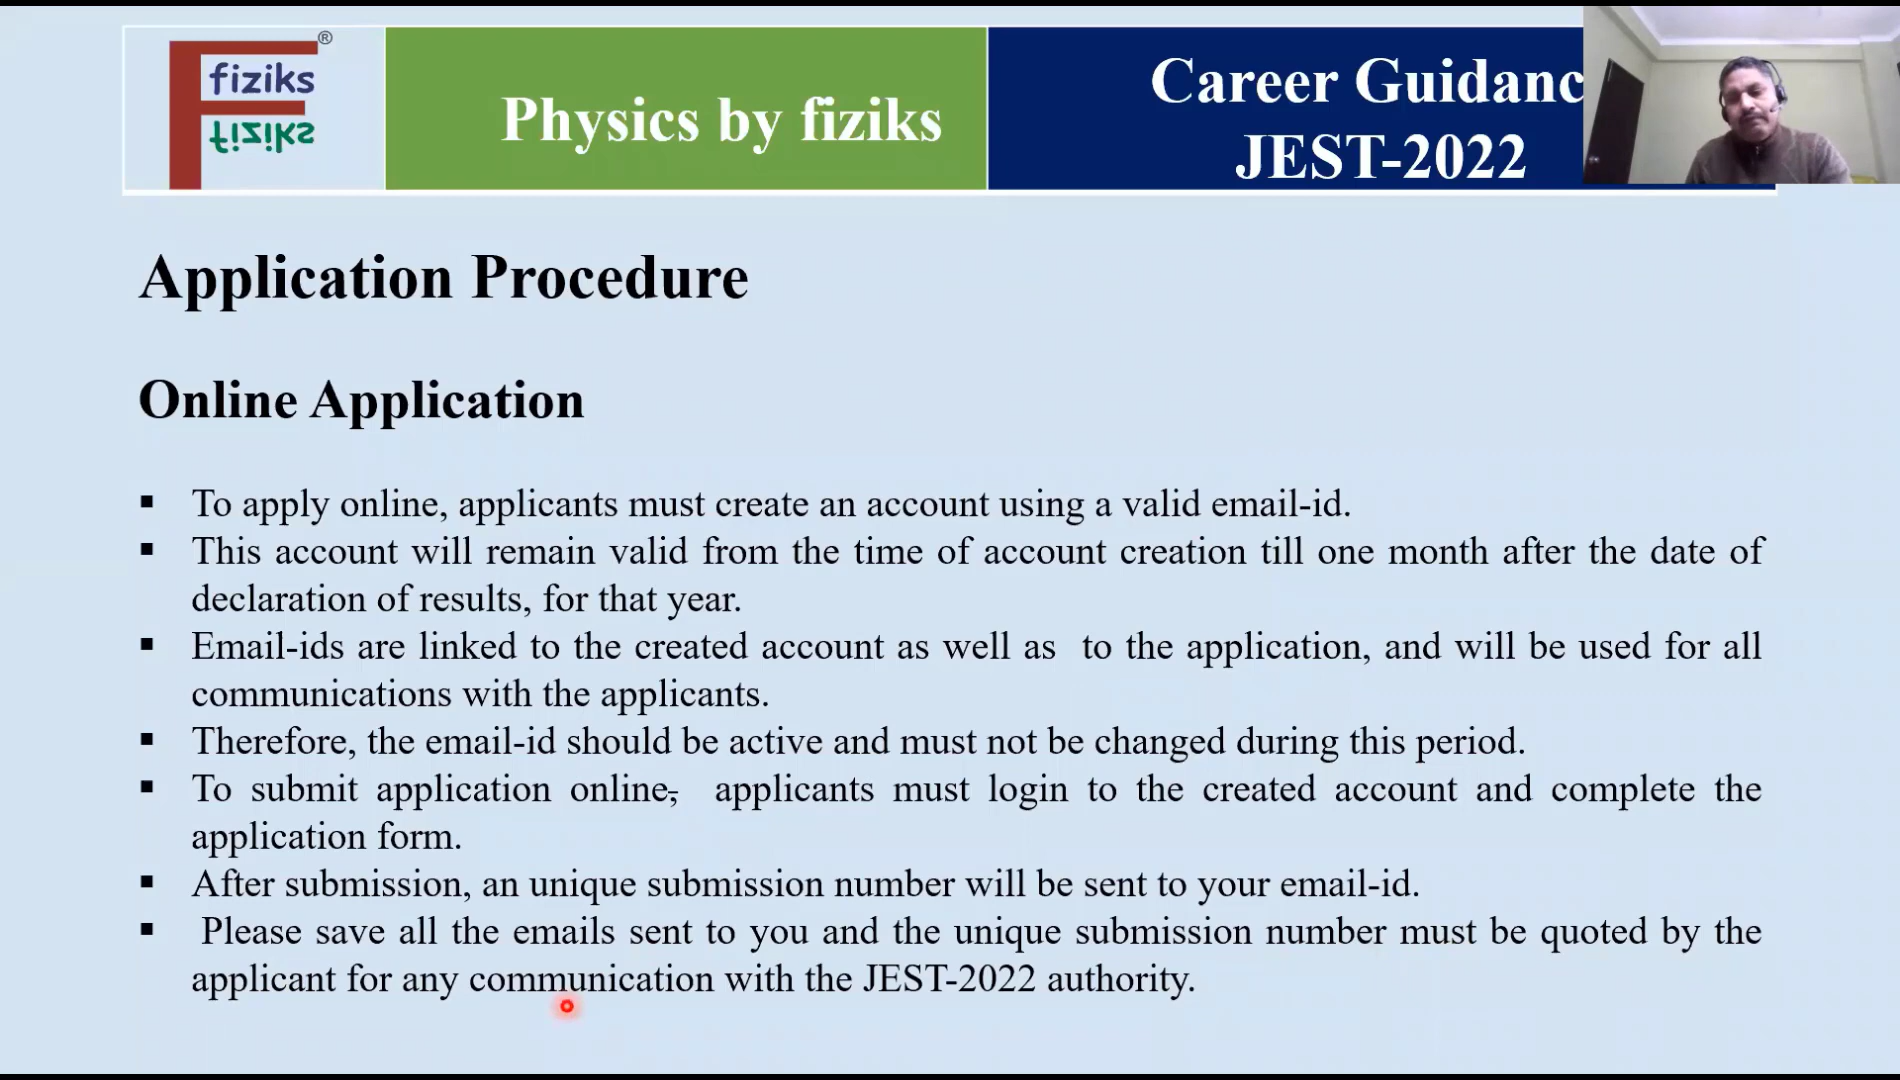 ®
fiziks
fiziks
Physics by fiziks
Career Guidanc
JEST-2022
Application Procedure
Online Application
▪ To apply online, applicants must create an account using a valid email-id.
▪ This account will remain valid from the time of account creation till one month after the date of
declaration of results, for that year.
▪ Email-ids are linked to the created account as well as to the application, and will be used for all
communications with the applicants.
▪ Therefore, the email-id should be active and must not be changed during this period.
▪ To submit application online, applicants must login to the created account and complete the
application form.
▪ After submission, an unique submission number will be sent to your email-id.
▪ Please save all the emails sent to you and the unique submission number must be quoted by the
applicant for any communication with the JEST-2022 authority.